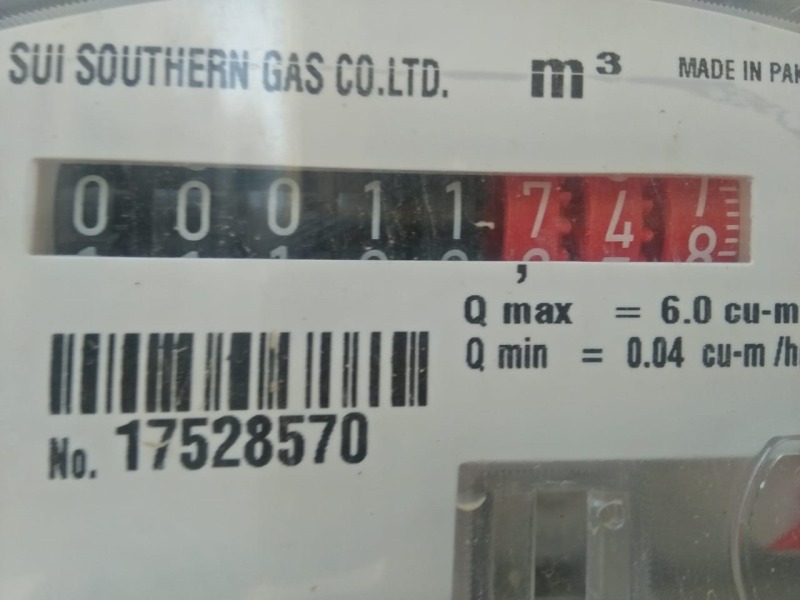 SUI SOUTHERN GAS CO.LTD. m³ MADE IN PAK
0 0 0 1 1 7 4 8
,
Q max = 6.0 cu-m
Q min = 0.04 cu-m/h
No. 17528570